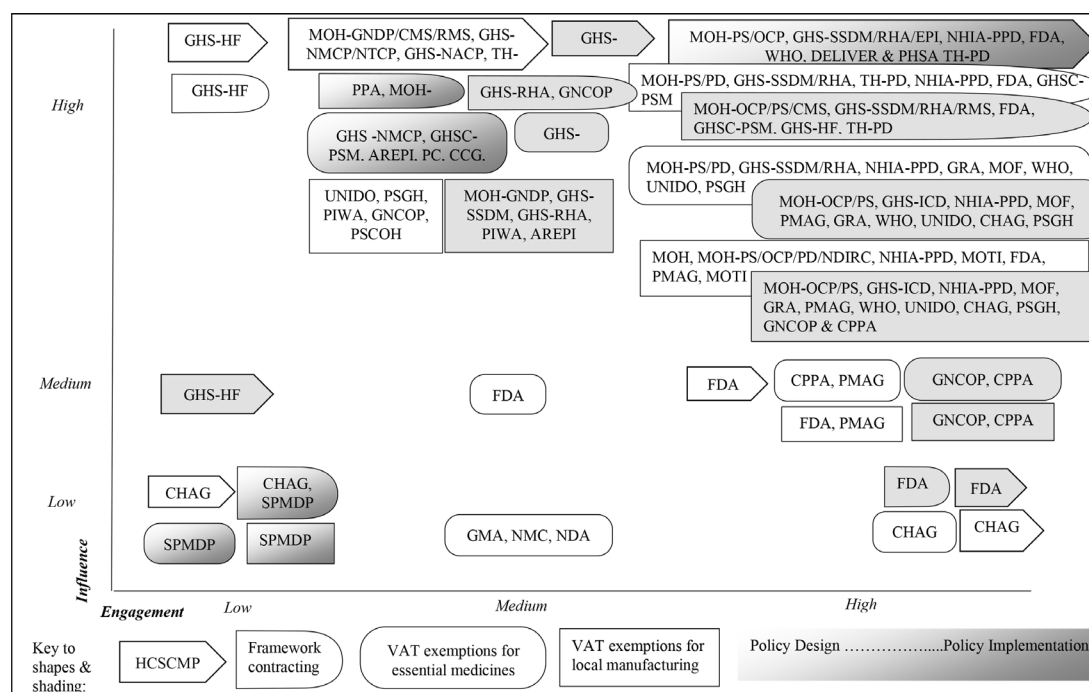 GHS-HF
MOH-GNDP/CMS/RMS, GHS-
NMCP/NTCP, GHS-NACP, TH-
GHS-
MOH-PS/OCP, GHS-SSDM/RHA/EPI, NHIA-PPD, FDA,
WHO, DELIVER & PHSA TH-PD
High
GHS-HF
PPA, MOH-
GHS-RHA, GNCOP
MOH-PS/PD, GHS-SSDM/RHA, TH-PD, NHIA-PPD, FDA, GHSC-
PSM
MOH-OCP/PS/CMS, GHS-SSDM/RHA/RMS, FDA,
GHSC-PSM, GHS-HF, TH-PD
GHS -NMCP, GHSC-
PSM, AREPI, PC, CCG,
GHS-
MOH-PS/PD, GHS-SSDM/RHA, NHIA-PPD, GRA, MOF, WHO,
UNIDO, PSGH
UNIDO, PSGH,
PIWA, GNCOP,
PSCOH
MOH-GNDP, GHS-
SSDM, GHS-RHA,
PIWA, AREPI
MOH-OCP/PS, GHS-ICD, NHIA-PPD, MOF,
PMAG, GRA, WHO, UNIDO, CHAG, PSGH
MOH, MOH-PS/OCP/PD/NDIRC, NHIA-PPD, MOTI, FDA,
PMAG, MOTI
MOH-OCP/PS, GHS-ICD, NHIA-PPD, MOF,
GRA, PMAG, WHO, UNIDO, CHAG, PSGH,
GNCOP & CPPA
Medium
GHS-HF
FDA
FDA
CPPA, PMAG
GNCOP, CPPA
FDA, PMAG
GNCOP, CPPA
Low
CHAG
CHAG,
SPMDP
FDA
FDA
SPMDP
SPMDP
GMA, NMC, NDA
CHAG
CHAG
Influence
Engagement
Low
Medium
High
Key to
shapes &
shading:
HCSCMP
Framework
contracting
VAT exemptions for
essential medicines
VAT exemptions for
local manufacturing
Policy Design ……………......Policy Implementation